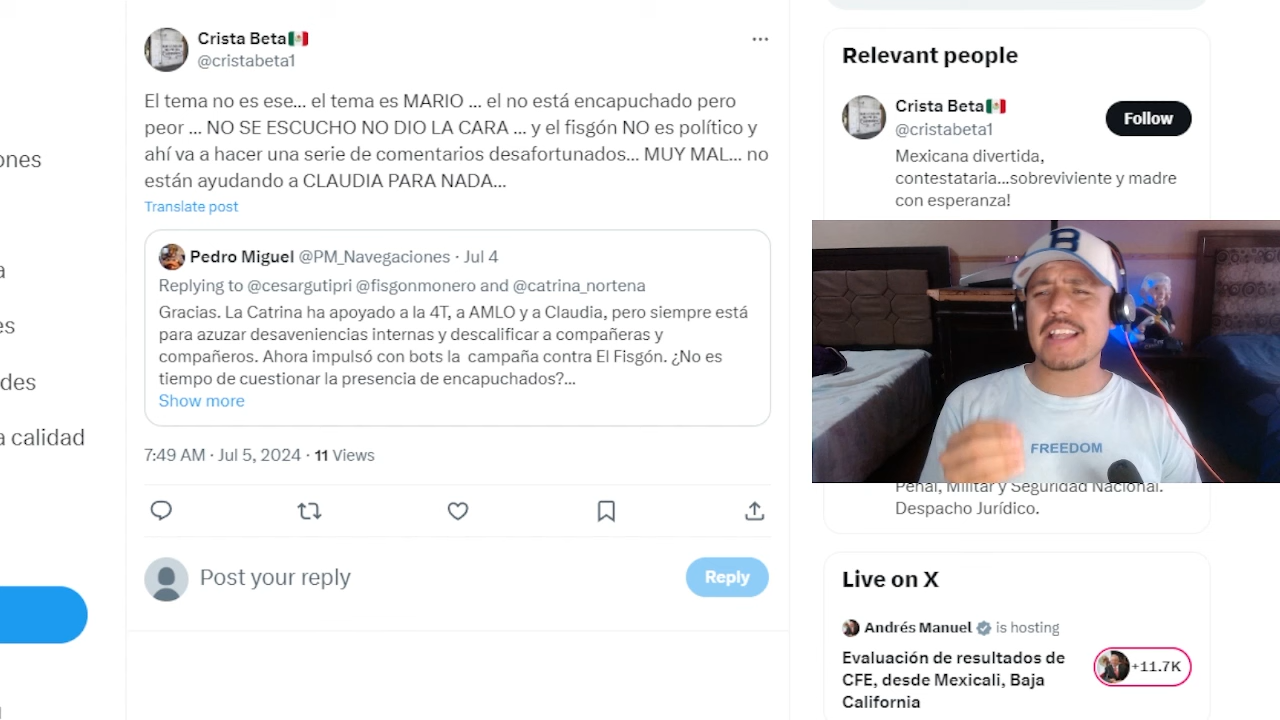 ones
a
es
des
a calidad
Crista Beta
@cristabeta1
El tema no es ese... el tema es MARIO ... el no está encapuchado pero
peor ... NO SE ESCUCHO NO DIO LA CARA ... y el fisgón NO es político y
ahí va a hacer una serie de comentarios desafortunados... MUY MAL... no
están ayudando a CLAUDIA PARA NADA...
Translate post
Pedro Miguel @PM_Navegaciones · Jul 4
Replying to @cesargutipri @fisgonmonero and @catrina_nortena
Gracias. La Catrina ha apoyado a la 4T, a AMLO y a Claudia, pero siempre está
para azuzar desaveniencias internas y descalificar a compañeras y
compañeros. Ahora impulsó con bots la campaña contra El Fisgón. ¿No es
tiempo de cuestionar la presencia de encapuchados?...
Show more
7:49 AM · Jul 5, 2024 · 11 Views
Post your reply
Reply
Relevant people
Crista Beta
@cristabeta1
Follow
Mexicana divertida,
contestataria...sobreviviente y madre
con esperanza!
B
FREEDOM
Penal, Militar y Seguridad Nacional.
Despacho Jurídico.
Live on X
Andrés Manuel is hosting
Evaluación de resultados de
CFE, desde Mexicali, Baja
California
+11.7K